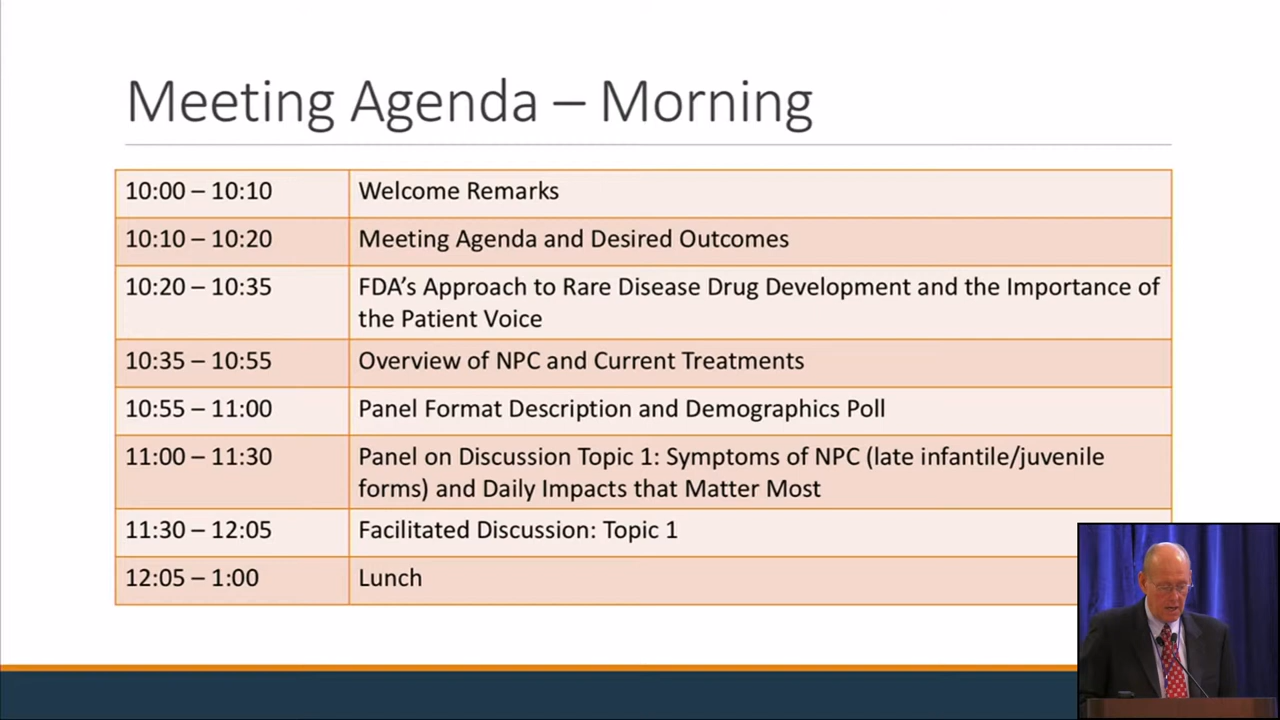 Meeting Agenda – Morning
10:00 – 10:10 Welcome Remarks
10:10 – 10:20 Meeting Agenda and Desired Outcomes
10:20 – 10:35 FDA’s Approach to Rare Disease Drug Development and the Importance of
the Patient Voice
10:35 – 10:55 Overview of NPC and Current Treatments
10:55 – 11:00 Panel Format Description and Demographics Poll
11:00 – 11:30 Panel on Discussion Topic 1: Symptoms of NPC (late infantile/juvenile
forms) and Daily Impacts that Matter Most
11:30 – 12:05 Facilitated Discussion: Topic 1
12:05 – 1:00 Lunch